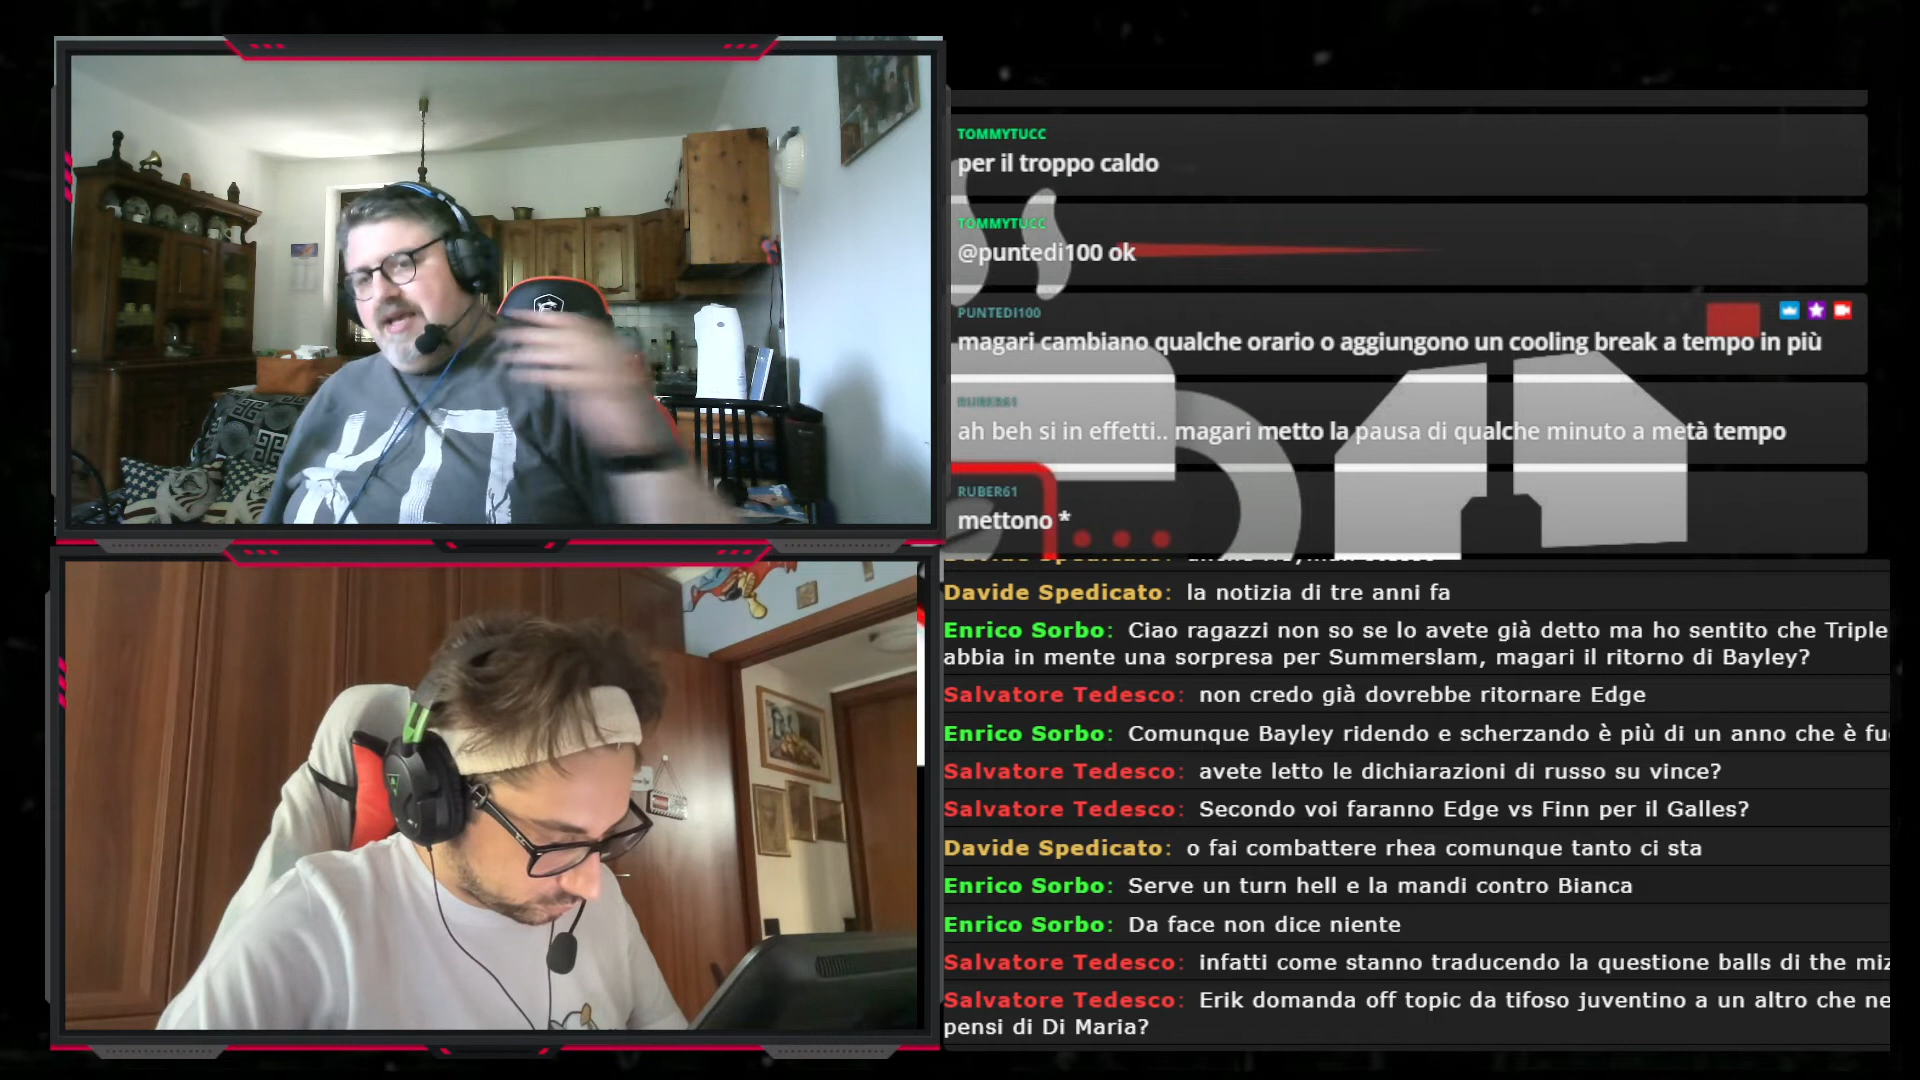 TOMMYTUCC
per il troppo caldo
TOMMYTUCC
@puntedi100 ok
PUNTEDI100
magari cambiano qualche orario o aggiungono un cooling break a tempo in più
RUBER61
ah beh si in effetti.. magari metto la pausa di qualche minuto a metà tempo
RUBER61
mettono *
Davide Spedicato: la notizia di tre anni fa
Enrico Sorbo: Ciao ragazzi non so se lo avete già detto ma ho sentito che Triple
abbia in mente una sorpresa per Summerslam, magari il ritorno di Bayley?
Salvatore Tedesco: non credo già dovrebbe ritornare Edge
Enrico Sorbo: Comunque Bayley ridendo e scherzando è più di un anno che è fu
Salvatore Tedesco: avete letto le dichiarazioni di russo su vince?
Salvatore Tedesco: Secondo voi faranno Edge vs Finn per il Galles?
Davide Spedicato: o fai combattere rhea comunque tanto ci sta
Enrico Sorbo: Serve un turn hell e la mandi contro Bianca
Enrico Sorbo: Da face non dice niente
Salvatore Tedesco: infatti come stanno traducendo la questione balls di the miz
Salvatore Tedesco: Erik domanda off topic da tifoso juventino a un altro che ne
pensi di Di Maria?